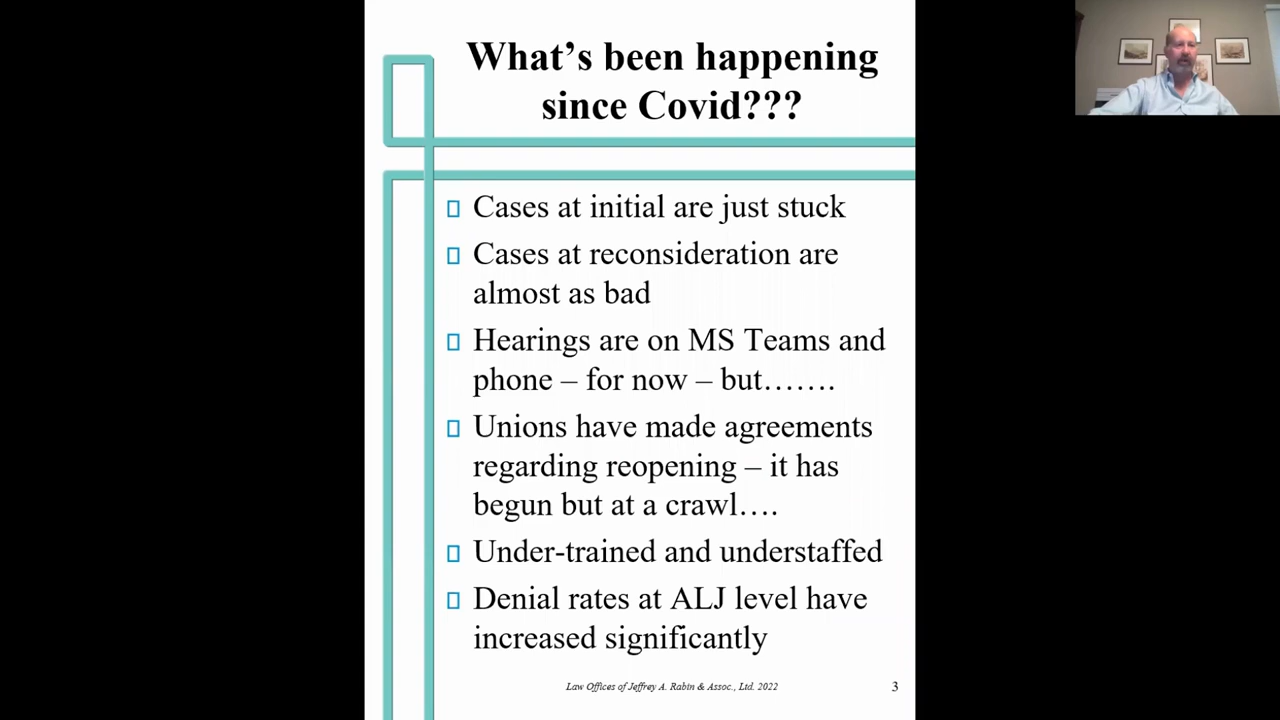 What’s been happening
since Covid???
Cases at initial are just stuck
Cases at reconsideration are
almost as bad
Hearings are on MS Teams and
phone – for now – but…….
Unions have made agreements
regarding reopening – it has
begun but at a crawl….
Under-trained and understaffed
Denial rates at ALJ level have
increased significantly
Law Offices of Jeffrey A. Rabin & Assoc., Ltd. 2022
3